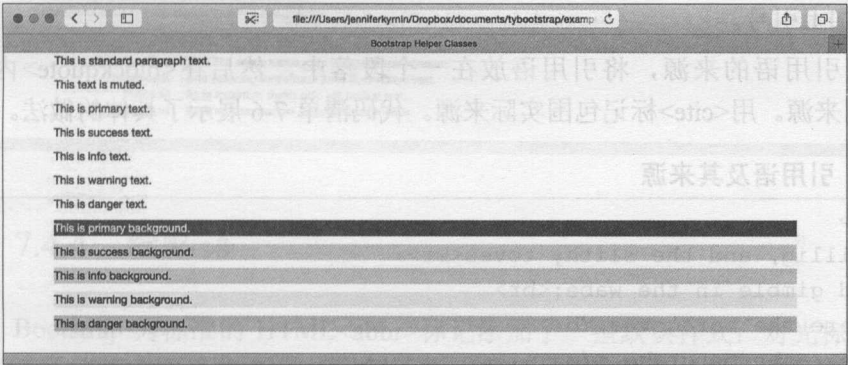 file:///Users/jenniferkyrnin/Dropbox/documents/tybootstrap/examp
Bootstrap Helper Classes
This is standard paragraph text.
This text is muted.
This is primary text.
This is success text.
This is info text.
This is warning text.
This is danger text.
This is primary background.
This is success background.
This is info background.
This is warning background.
This is danger background.